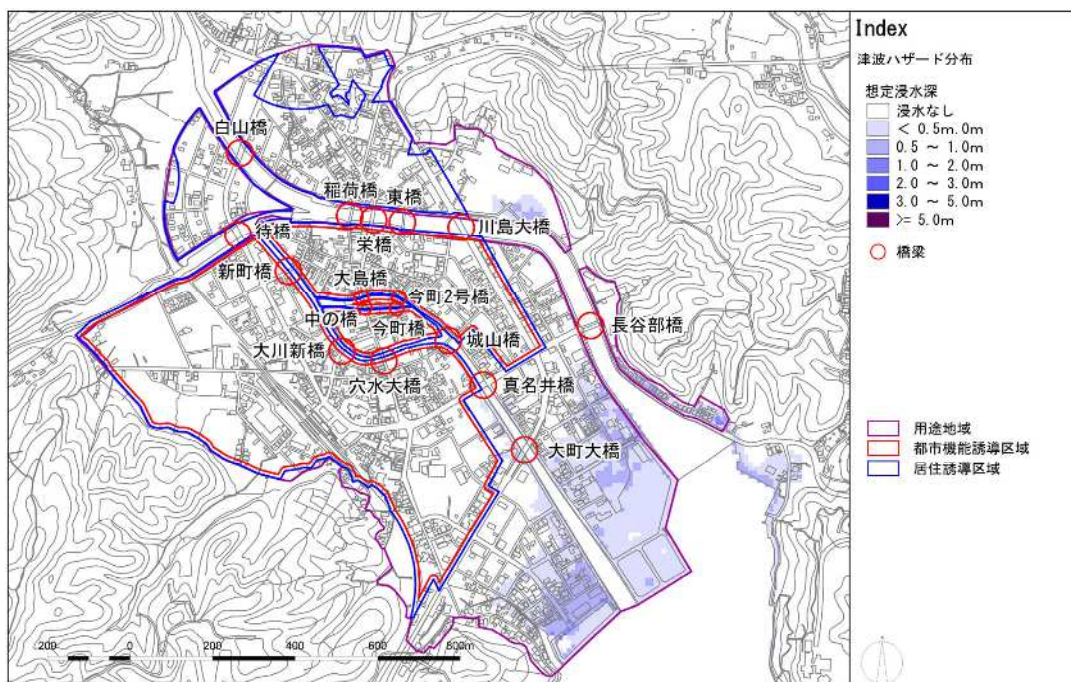 Index
津波ハザード分布
想定浸水深
浸水なし
< 0.5m.0m
0.5 ～ 1.0m
1.0 ～ 2.0m
2.0 ～ 3.0m
3.0 ～ 5.0m
>= 5.0m
橋梁
用途地域
都市機能誘導区域
居住誘導区域
白山橋
稲荷橋
東橋
待橋
栄橋
川島大橋
新町橋
大島橋
今町2号橋
中の橋
今町橋
城山橋
長谷部橋
大川新橋
穴水大橋
真名井橋
大町大橋
200 0 200 400 600 800m